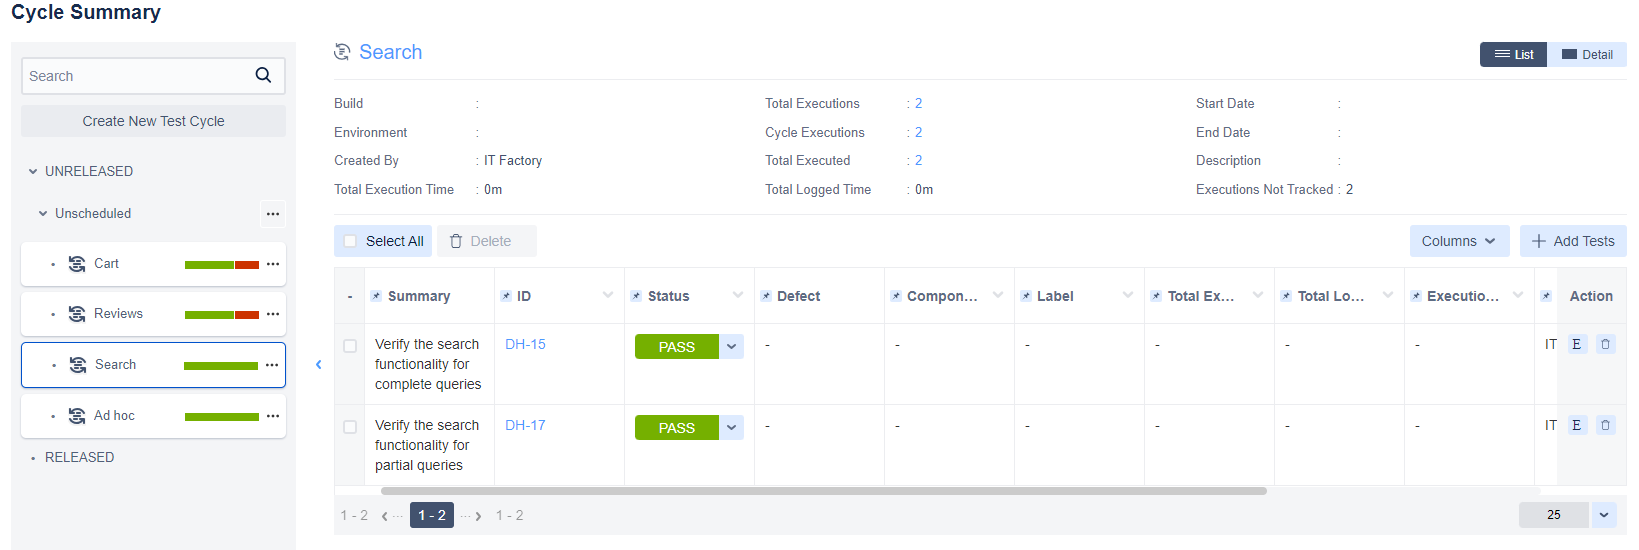 Cycle Summary
Search
Create New Test Cycle
UNRELEASED
Unscheduled
Cart
Reviews
Search
Ad hoc
RELEASED
Search
List
Detail
Build :
Total Executions : 2
Start Date :
Environment :
Cycle Executions : 2
End Date :
Created By : IT Factory
Total Executed : 2
Description :
Total Execution Time : 0m
Total Logged Time : 0m
Executions Not Tracked : 2
Select All
Delete
Columns
Add Tests
- Summary ID Status Defect Compon... Label Total Ex... Total Lo... Executio... Action
Verify the search
functionality for
complete queries
DH-15
PASS
- - - - - -
IT
E
Verify the search
functionality for
partial queries
DH-17
PASS
- - - - - -
IT
E
1 - 2 ... 1 - 2 ... 1 - 2
25